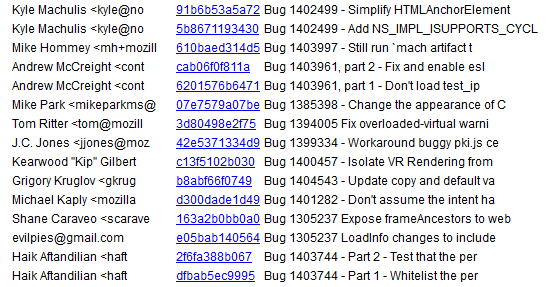 Kyle Machulis <kyle@no 91b6b53a5a72 Bug 1402499 - Simplify HTMLAnchorElement
Kyle Machulis <kyle@no 5b8671193430 Bug 1402499 - Add NS_IMPL_ISUPPORTS_CYCL
Mike Hommey <mh+mozill 610baed314d5 Bug 1403997 - Still run `mach artifact t
Andrew McCreight <cont cab06f0f811a Bug 1403961, part 2 - Fix and enable esl
Andrew McCreight <cont 6201576b6471 Bug 1403961, part 1 - Don't load test_ip
Mike Park <mikeparkms@ 07e7579a07be Bug 1385398 - Change the appearance of C
Tom Ritter <tom@mozill 3d80498e2f75 Bug 1394005 Fix overloaded-virtual warni
J.C. Jones <jjones@moz 42e5371334d9 Bug 1399334 - Workaround buggy pki.js ce
Kearwood "Kip" Gilbert c13f5102b030 Bug 1400457 - Isolate VR Rendering from
Grigory Kruglov <gkrug b8abf66f0749 Bug 1404543 - Update copy and default va
Michael Kaply <mozilla d300dade1d49 Bug 1401282 - Don't assume the intent ha
Shane Caraveo <scarave 163a2b0bb0a0 Bug 1305237 Expose frameAncestors to web
evilpies@gmail.com e05bab140564 Bug 1305237 LoadInfo changes to include
Haik Aftandilian <haft 2f6fa388b067 Bug 1403744 - Part 2 - Test that the per
Haik Aftandilian <haft dfbab5ec9995 Bug 1403744 - Part 1 - Whitelist the per